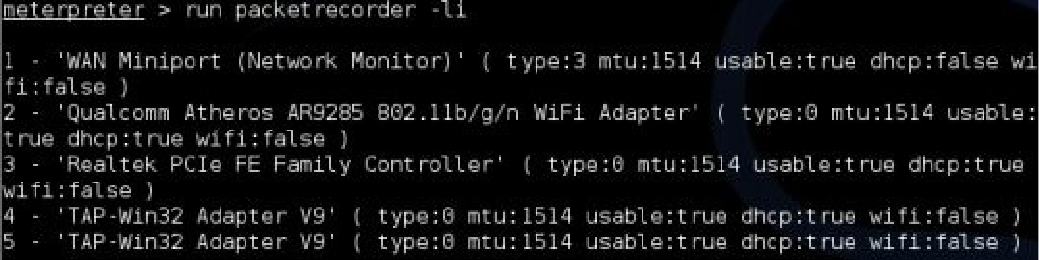 meterpreter > run packetrecorder -li
1 - 'WAN Miniport (Network Monitor)' ( type:3 mtu:1514 usable:true dhcp:false wi
fi:false )
2 - 'Qualcomm Atheros AR9285 802.11b/g/n WiFi Adapter' ( type:0 mtu:1514 usable:
true dhcp:true wifi:false )
3 - 'Realtek PCIe FE Family Controller' ( type:0 mtu:1514 usable:true dhcp:true
wifi:false )
4 - 'TAP-Win32 Adapter V9' ( type:0 mtu:1514 usable:true dhcp:true wifi:false )
5 - 'TAP-Win32 Adapter V9' ( type:0 mtu:1514 usable:true dhcp:true wifi:false )